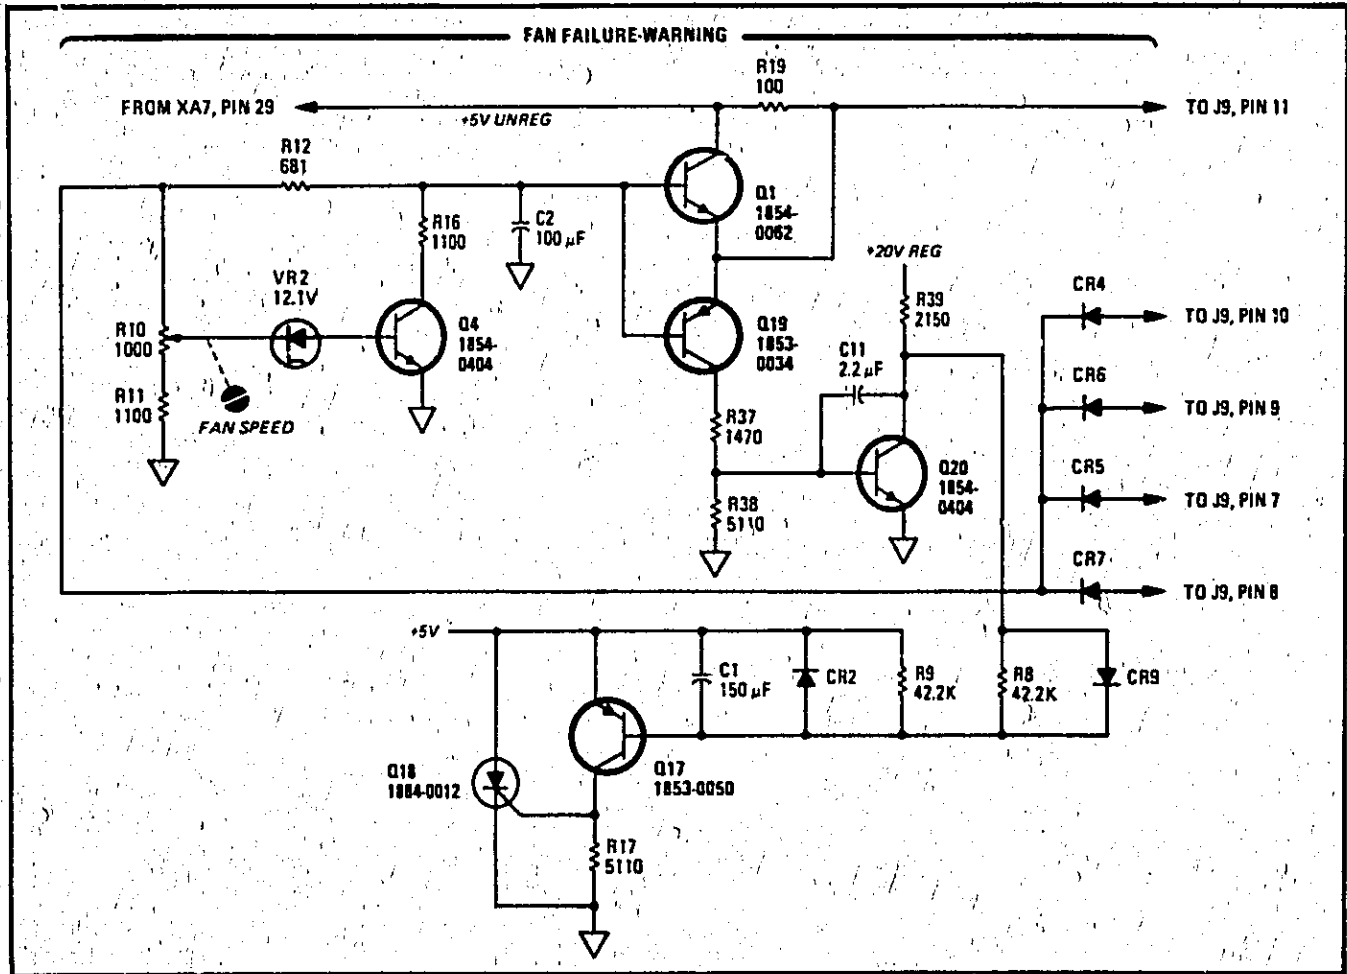 FAN FAILURE-WARNING
R19
100
FROM XA7, PIN 29
+5V UNREG
TO J9, PIN 11
R12
681
R16
1100
C2
100 µF
Q1
1854-
0062
+20V REG
VR2
12.1V
R39
2150
CR4
TO J9, PIN 10
R10
1000
Q4
1854-
0404
Q19
1853-
0034
C11
2.2 µF
R11
1100
FAN SPEED
CR6
TO J9, PIN 9
R37
1470
Q20
1854-
0404
CR5
TO J9, PIN 7
R38
5110
CR7
TO J9, PIN 8
+5V
C1
150 µF
CR2
R9
42.2K
R8
42.2K
CR9
Q18
1884-0012
Q17
1853-0050
R17
5110